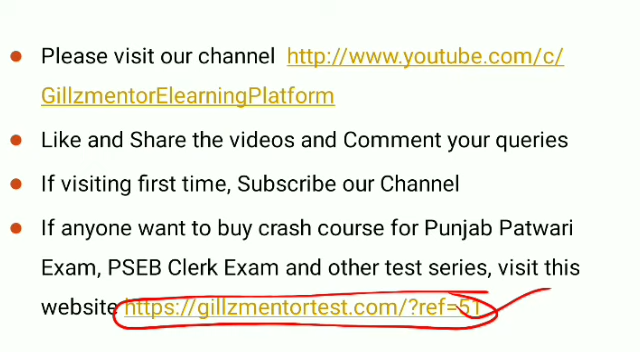 Please visit our channel http://www.youtube.com/c/
GillzmentorElearningPlatform
Like and Share the videos and Comment your queries
If visiting first time, Subscribe our Channel
If anyone want to buy crash course for Punjab Patwari
Exam, PSEB Clerk Exam and other test series, visit this
website https://gillzmentortest.com/?ref=51